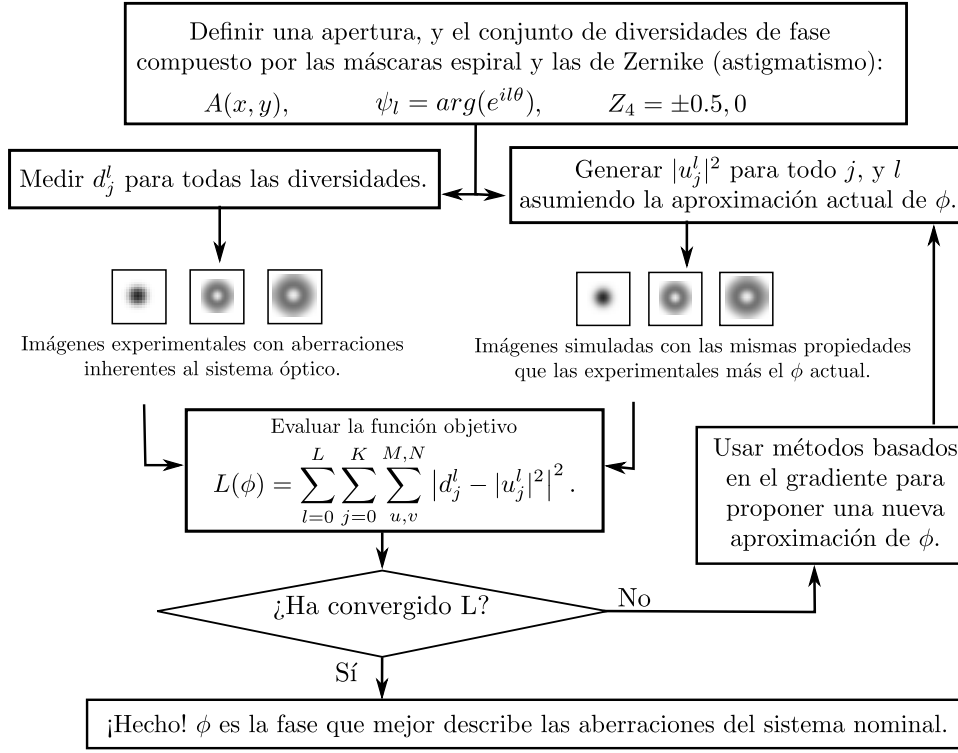 Definir una apertura, y el conjunto de diversidades de fase
compuesto por las máscaras espiral y las de Zernike (astigmatismo):
A(x, y), ψ_l = arg(e^{ilθ}), Z_4 = ±0.5, 0
Medir d_j^l para todas las diversidades.
Generar |u_j^l|^2 para todo j, y l
asumiendo la aproximación actual de ϕ.
Imágenes experimentales con aberraciones
inherentes al sistema óptico.
Imágenes simuladas con las mismas propiedades
que las experimentales más el ϕ actual.
Evaluar la función objetivo
L(ϕ) = \sum_{l=0}^{L} \sum_{j=0}^{K} \sum_{u,v}^{M,N} |d_j^l − |u_j^l|^2|^2 .
Usar métodos basados
en el gradiente para
proponer una nueva
aproximación de ϕ.
¿Ha convergido L?
No
Sí
¡Hecho! ϕ es la fase que mejor describe las aberraciones del sistema nominal.